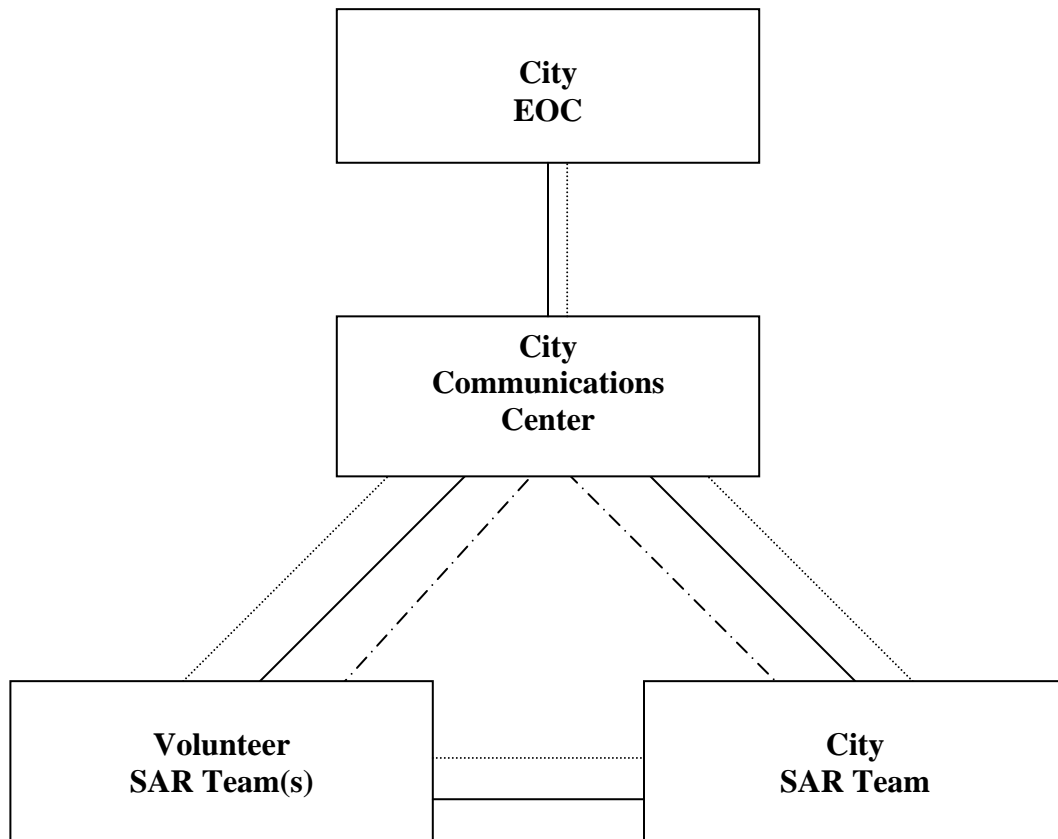 City
EOC
City
Communications
Center
Volunteer
SAR Team(s)
City
SAR Team